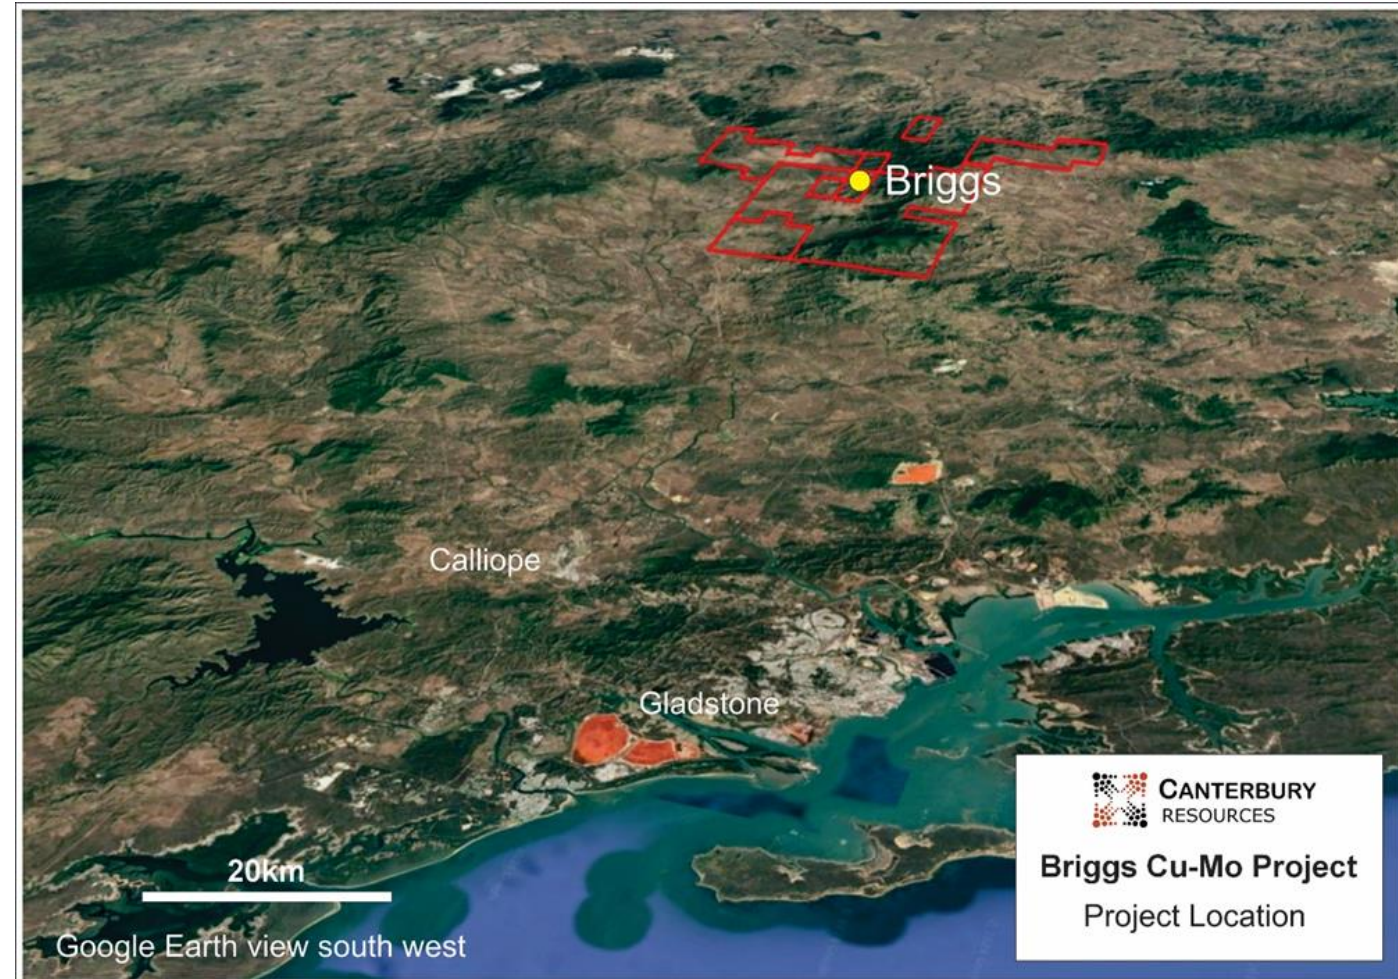 Briggs
Calliope
Gladstone
20km
Google Earth view south west
CANTERBURY
RESOURCES
Briggs Cu-Mo Project
Project Location